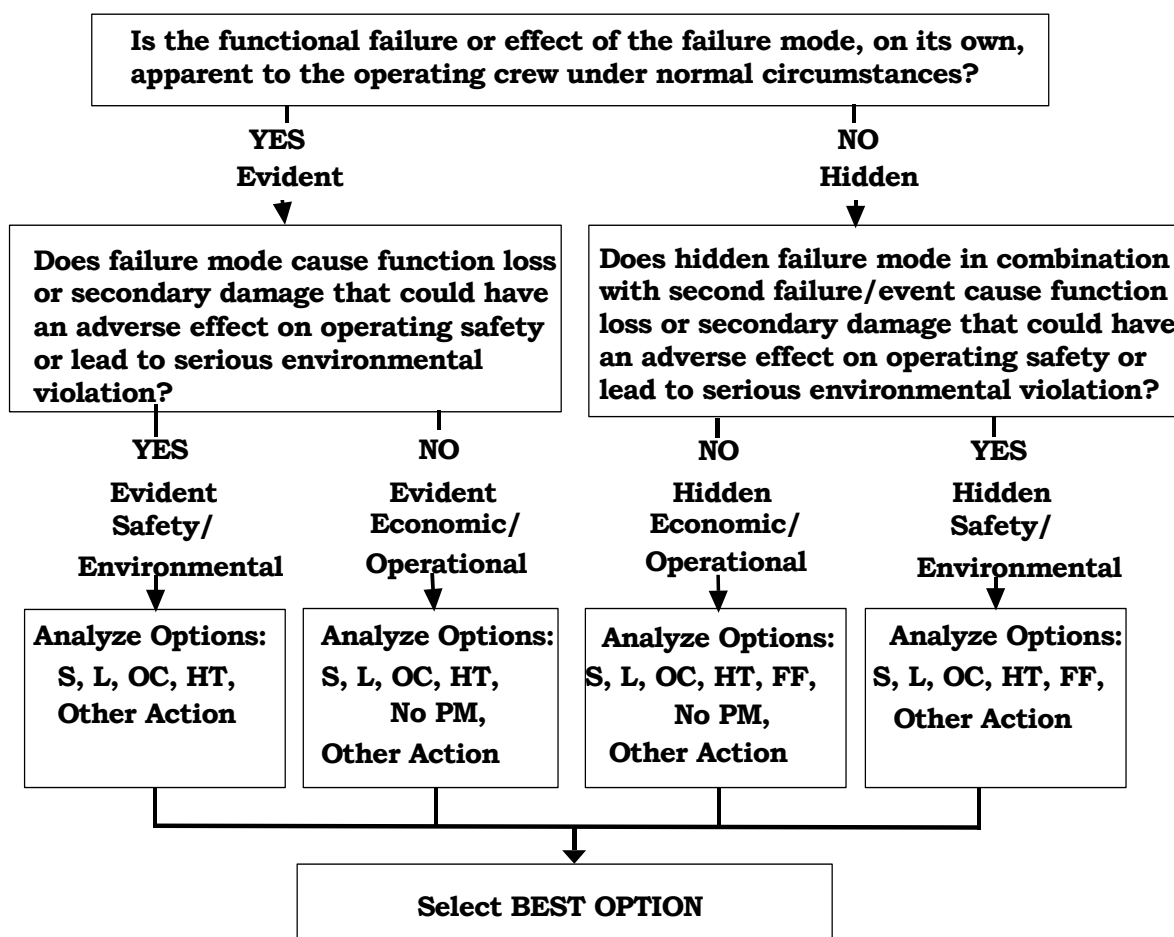 Is the functional failure or effect of the failure mode, on its own,
apparent to the operating crew under normal circumstances?
YES
Evident
NO
Hidden
Does failure mode cause function loss
or secondary damage that could have
an adverse effect on operating safety
or lead to serious environmental
violation?
Does hidden failure mode in combination
with second failure/event cause function
loss or secondary damage that could have
an adverse effect on operating safety or
lead to serious environmental violation?
YES
Evident
Safety/
Environmental
NO
Evident
Economic/
Operational
NO
Hidden
Economic/
Operational
YES
Hidden
Safety/
Environmental
Analyze Options:
S, L, OC, HT,
Other Action
Analyze Options:
S, L, OC, HT,
No PM,
Other Action
Analyze Options:
S, L, OC, HT, FF,
No PM,
Other Action
Analyze Options:
S, L, OC, HT, FF,
Other Action
Select BEST OPTION